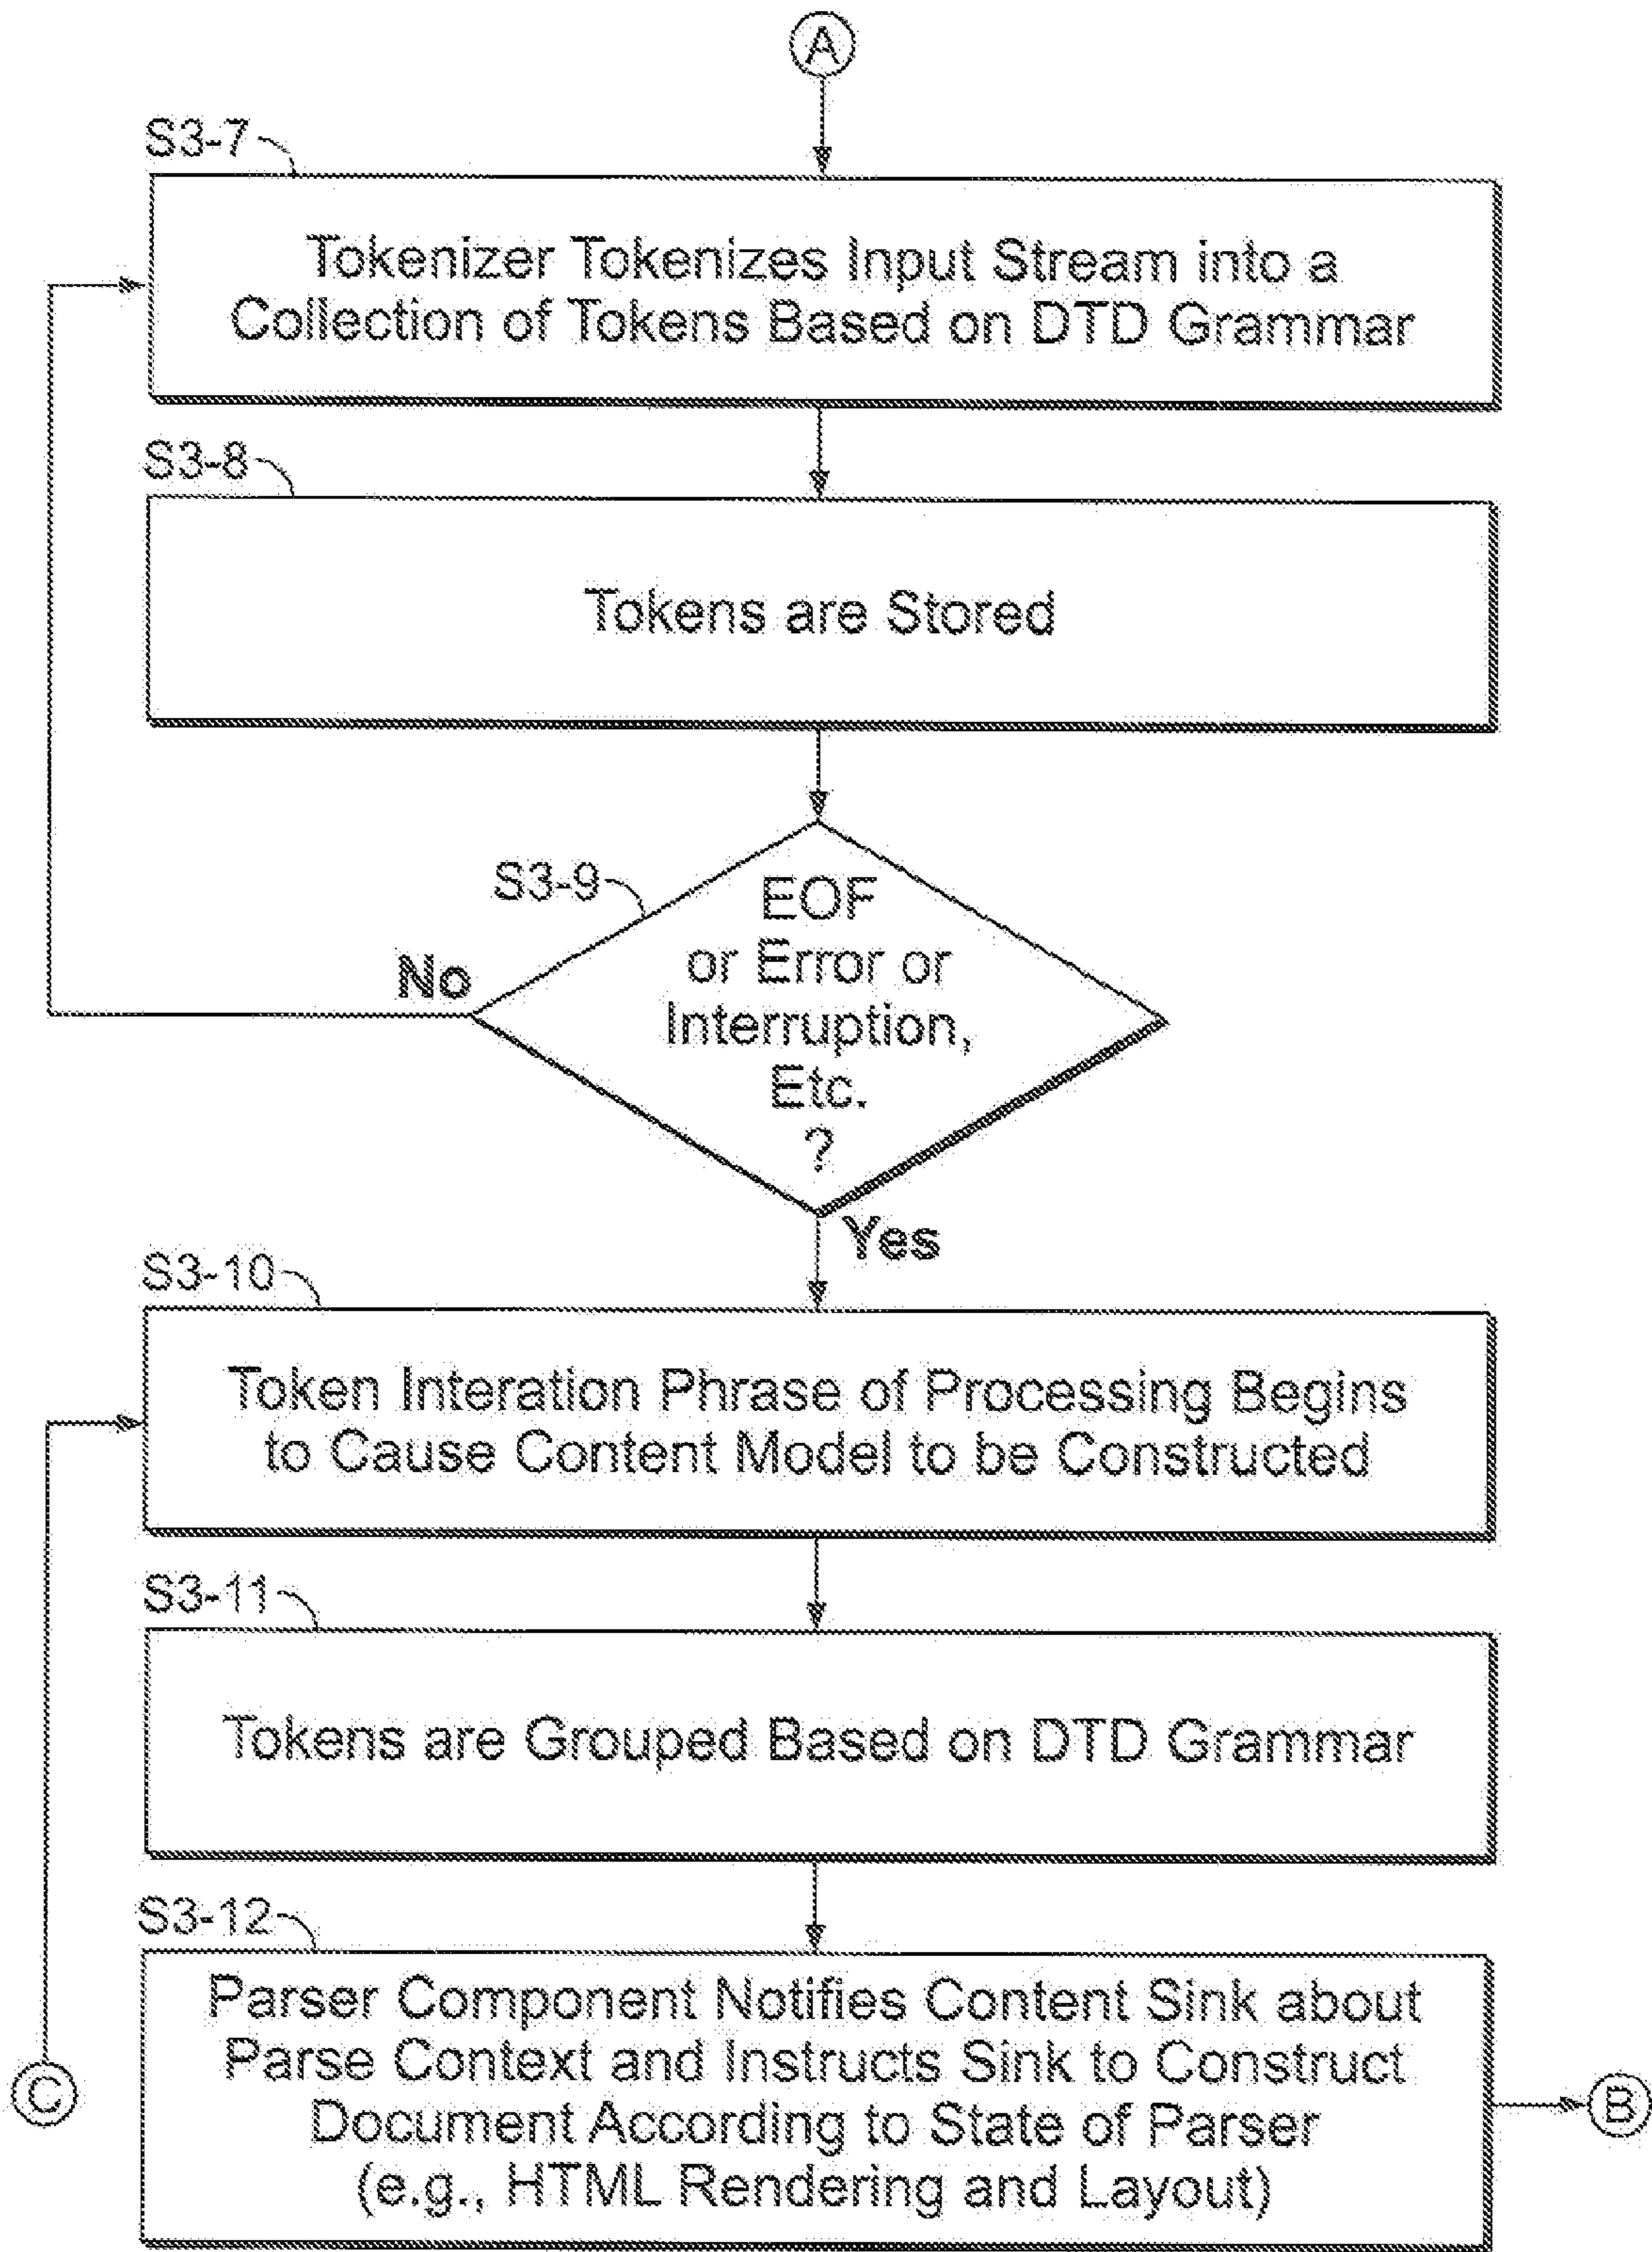 A
S3-7
Tokenizer Tokenizes Input Stream into a
Collection of Tokens Based on DTD Grammar
S3-8
Tokens are Stored
S3-9
EOF
or Error or
Interruption,
Etc.
?
No
Yes
S3-10
Token Interation Phrase of Processing Begins
to Cause Content Model to be Constructed
S3-11
Tokens are Grouped Based on DTD Grammar
S3-12
Parser Component Notifies Content Sink about
Parse Context and Instructs Sink to Construct
Document According to State of Parser
(e.g., HTML Rendering and Layout)
C
B